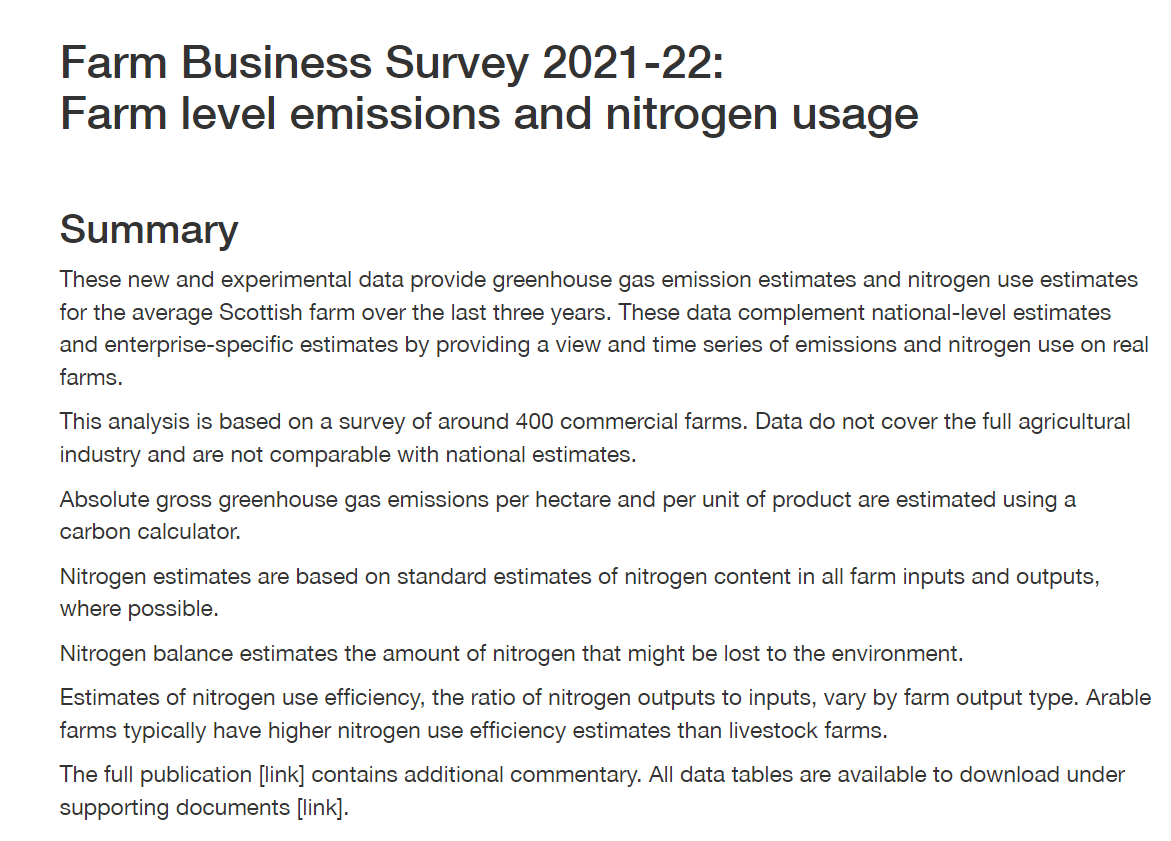 Farm Business Survey 2021-22:
Farm level emissions and nitrogen usage
Summary
These new and experimental data provide greenhouse gas emission estimates and nitrogen use estimates
for the average Scottish farm over the last three years. These data complement national-level estimates
and enterprise-specific estimates by providing a view and time series of emissions and nitrogen use on real
farms.
This analysis is based on a survey of around 400 commercial farms. Data do not cover the full agricultural
industry and are not comparable with national estimates.
Absolute gross greenhouse gas emissions per hectare and per unit of product are estimated using a
carbon calculator.
Nitrogen estimates are based on standard estimates of nitrogen content in all farm inputs and outputs,
where possible.
Nitrogen balance estimates the amount of nitrogen that might be lost to the environment.
Estimates of nitrogen use efficiency, the ratio of nitrogen outputs to inputs, vary by farm output type. Arable
farms typically have higher nitrogen use efficiency estimates than livestock farms.
The full publication [link] contains additional commentary. All data tables are available to download under
supporting documents [link].